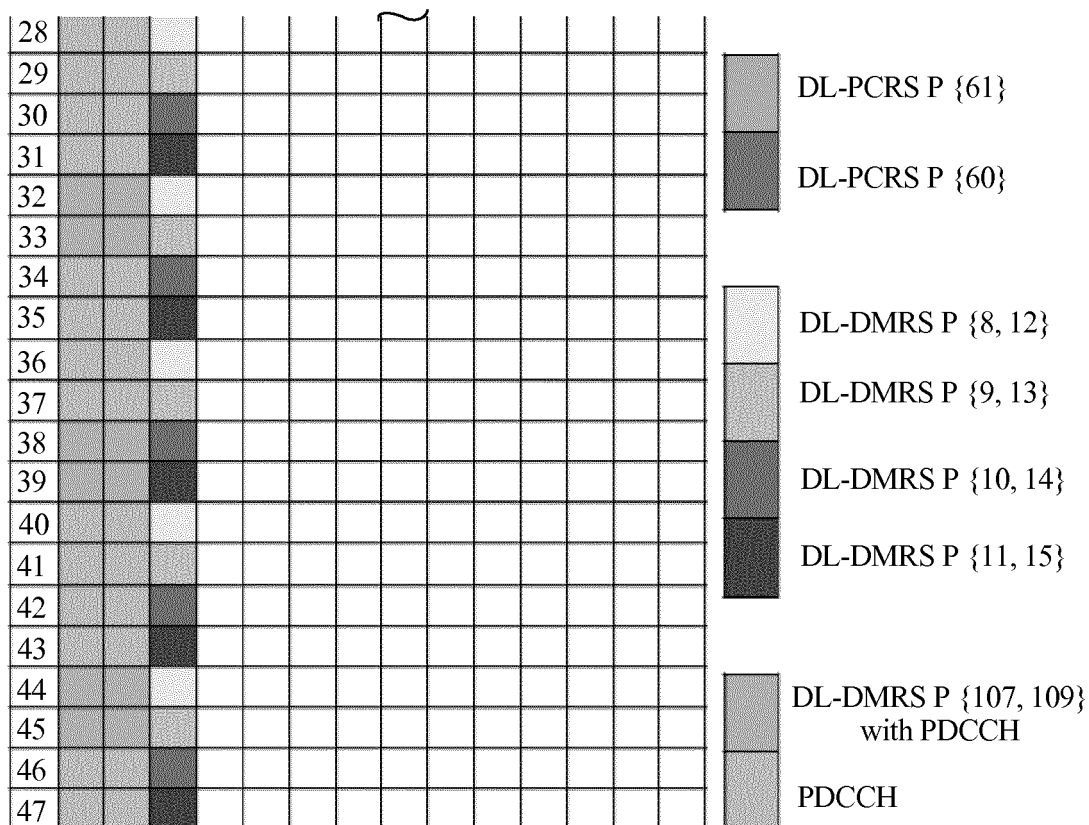 28
29
30
31
32
33
34
35
36
37
38
39
40
41
42
43
44
45
46
47
DL-PCRS P {61}
DL-PCRS P {60}
DL-DMRS P {8, 12}
DL-DMRS P {9, 13}
DL-DMRS P {10, 14}
DL-DMRS P {11, 15}
DL-DMRS P {107, 109}
with PDCCH
PDCCH